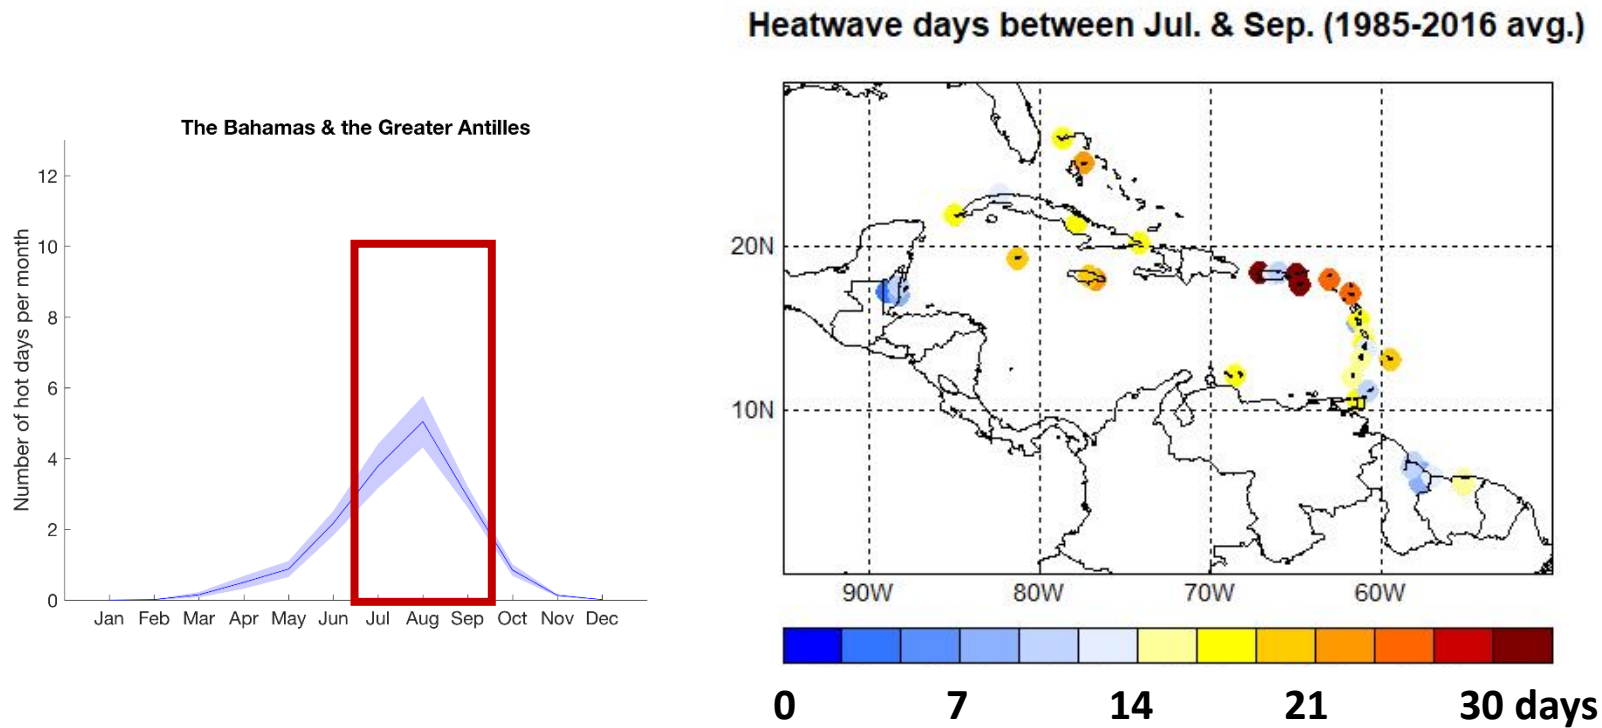 Heatwave days between Jul. & Sep. (1985-2016 avg.)
The Bahamas & the Greater Antilles
Number of hot days per month
12
10
8
6
4
2
0
Jan Feb Mar Apr May Jun Jul Aug Sep Oct Nov Dec
20N
10N
90W 80W 70W 60W
0 7 14 21 30 days